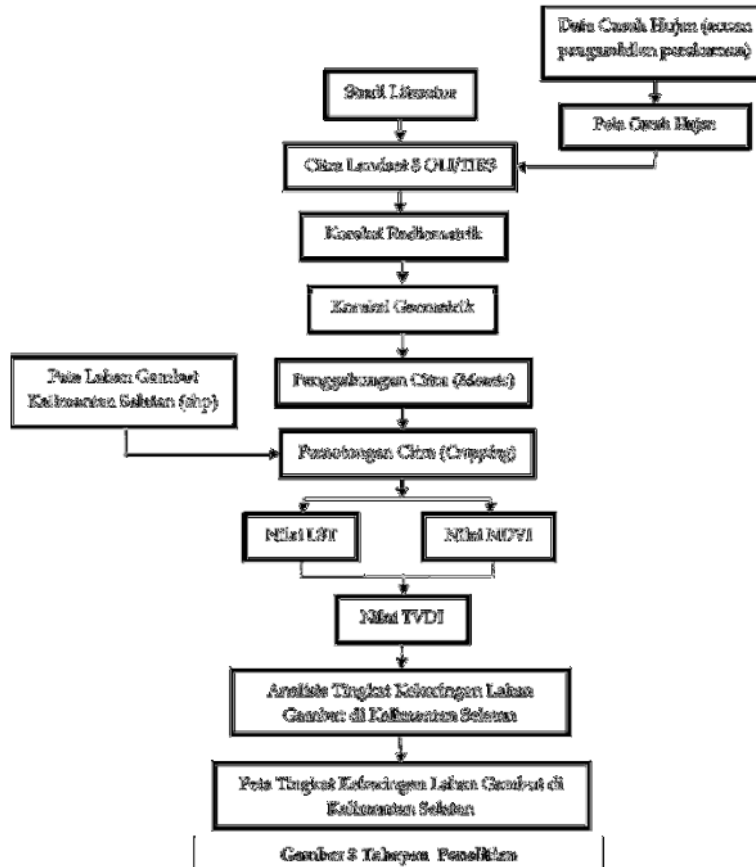 Data Curah Hujan (acuan
pengambilan perekaman)
Studi Literatur
Peta Curah Hujan
Citra Landsat 8 OLI/TIRS
Koreksi Radiometrik
Koreksi Geometrik
Peta Lahan Gambut
Kalimantan Selatan (shp)
Penggabungan Citra (Mosaic)
Pemotongan Citra (Cropping)
Nilai LST
Nilai NDVI
Nilai TVDI
Analisis Tingkat Kekeringan Lahan
Gambut di Kalimantan Selatan
Peta Tingkat Kekeringan Lahan Gambut di
Kalimantan Selatan
Gambar 3 Tahapan Penelitian